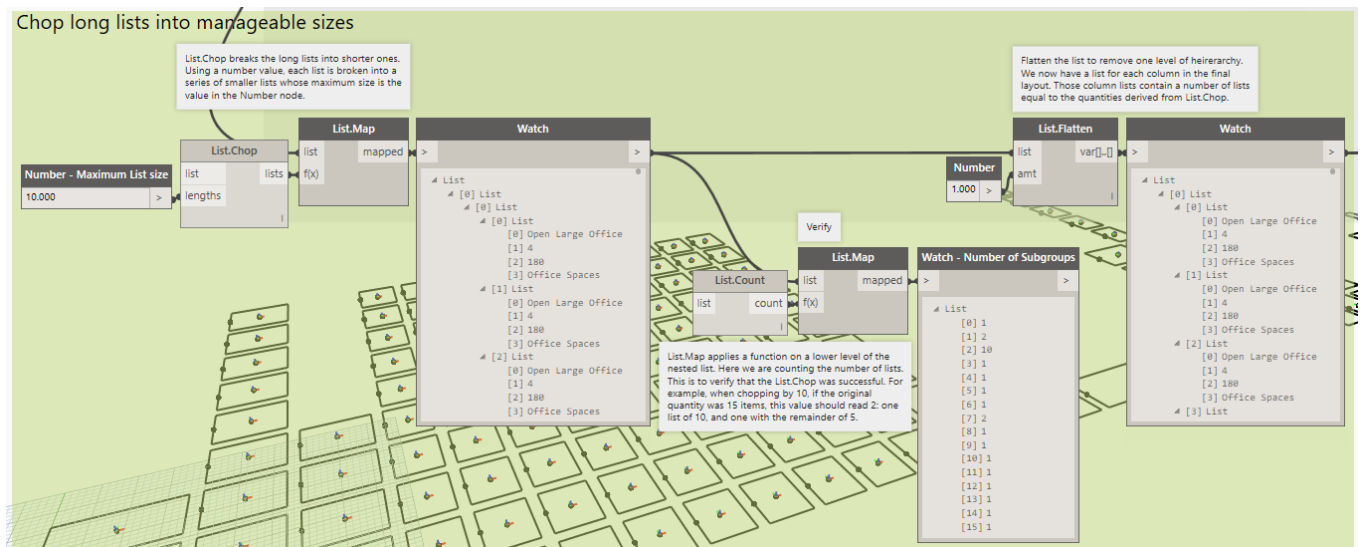 Chop long lists into manageable sizes
List.Chop breaks the long lists into shorter ones.
Using a number value, each list is broken into a
series of smaller lists whose maximum size is the
value in the Number node.
Number - Maximum List size
10.000 >
List.Chop
list lists
lengths
l
List.Map
list mapped
f(x)
Watch
> >
List
[0] List
[0] List
[0] List
[0] Open Large Office
[1] 4
[2] 180
[3] Office Spaces
[1] List
[0] Open Large Office
[1] 4
[2] 180
[3] Office Spaces
[2] List
[0] Open Large Office
[1] 4
[2] 180
[3] Office Spaces
Verify
List.Count
list count
l
List.Map
list mapped
f(x)
List.Map applies a function on a lower level of the
nested list. Here we are counting the number of lists.
This is to verify that the List.Chop was successful. For
example, when chopping by 10, if the original
quantity was 15 items, this value should read 2: one
list of 10, and one with the remainder of 5.
Watch - Number of Subgroups
> >
List
[0] 1
[1] 2
[2] 10
[3] 1
[4] 1
[5] 1
[6] 1
[7] 2
[8] 1
[9] 1
[10] 1
[11] 1
[12] 1
[13] 1
[14] 1
[15] 1
Flatten the list to remove one level of heirerarchy.
We now have a list for each column in the final
layout. Those column lists contain a number of lists
equal to the quantities derived from List.Chop.
Number
1.000 >
List.Flatten
list var[]..[]
amt
l
Watch
> >
List
[0] List
[0] List
[0] Open Large Office
[1] 4
[2] 180
[3] Office Spaces
[1] List
[0] Open Large Office
[1] 4
[2] 180
[3] Office Spaces
[2] List
[0] Open Large Office
[1] 4
[2] 180
[3] Office Spaces
[3] List